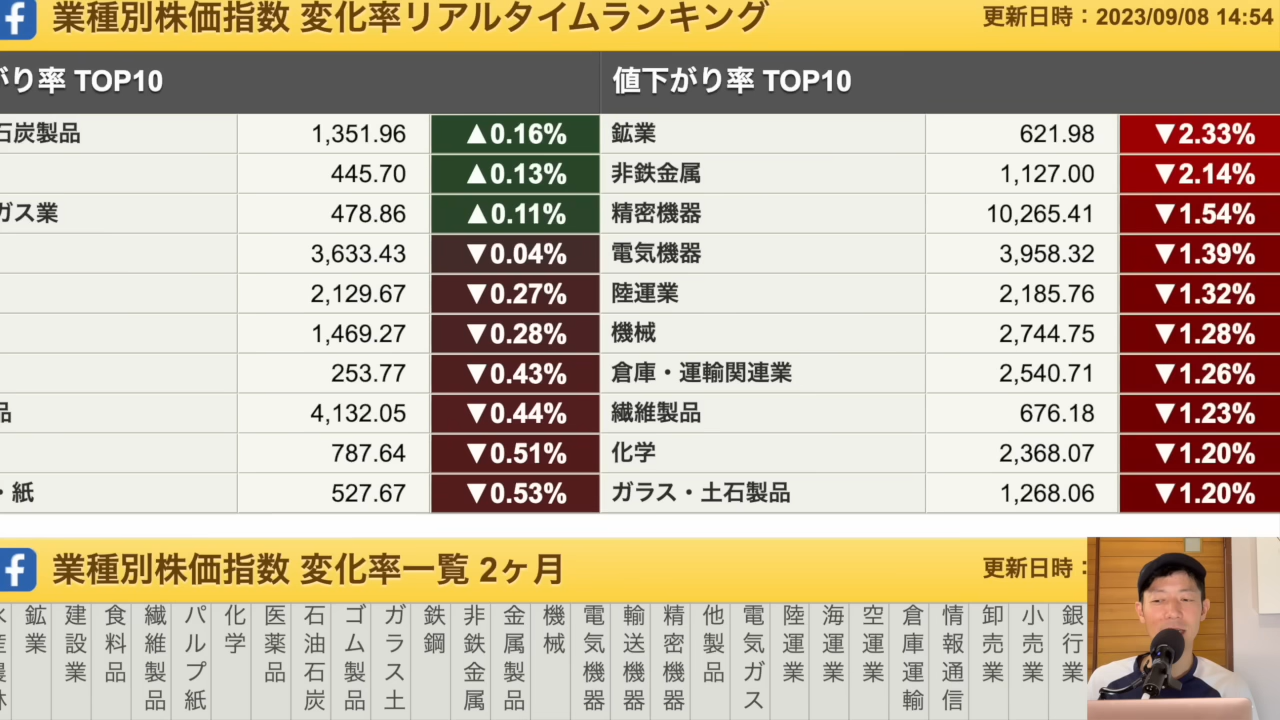 業種別株価指数 変化率リアルタイムランキング
更新日時：2023/09/08 14:54
がり率 TOP10
値下がり率 TOP10
石炭製品 1,351.96 ▲0.16% 鉱業 621.98 ▼2.33%
445.70 ▲0.13% 非鉄金属 1,127.00 ▼2.14%
ガス業 478.86 ▲0.11% 精密機器 10,265.41 ▼1.54%
3,633.43 ▼0.04% 電気機器 3,958.32 ▼1.39%
2,129.67 ▼0.27% 陸運業 2,185.76 ▼1.32%
1,469.27 ▼0.28% 機械 2,744.75 ▼1.28%
253.77 ▼0.43% 倉庫・運輸関連業 2,540.71 ▼1.26%
品 4,132.05 ▼0.44% 繊維製品 676.18 ▼1.23%
787.64 ▼0.51% 化学 2,368.07 ▼1.20%
・紙 527.67 ▼0.53% ガラス・土石製品 1,268.06 ▼1.20%
業種別株価指数 変化率一覧 2ヶ月
更新日時：
水産農林
鉱業
建設業
食料品
繊維製品
パルプ紙
化学
医薬品
石油石炭
ゴム製品
ガラス土
鉄鋼
非鉄金属
金属製品
機械
電気機器
輸送機器
精密機器
他製品
電気ガス
陸運業
海運業
空運業
倉庫運輸
情報通信
卸売業
小売業
銀行業